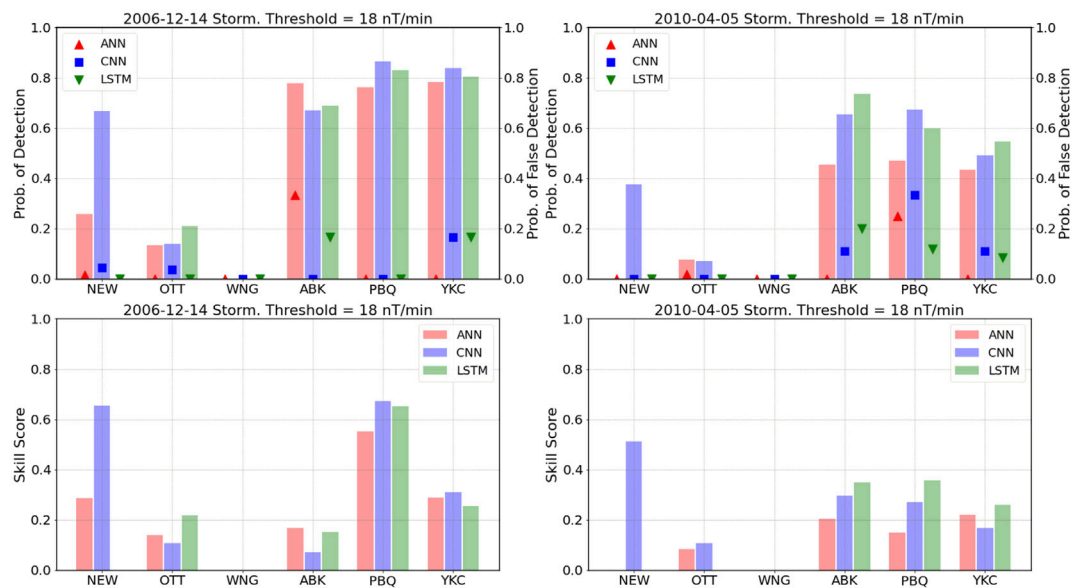 2006-12-14 Storm. Threshold = 18 nT/min
1.0
0.8
0.6
0.4
0.2
0.0
Prob. of Detection
ANN
CNN
LSTM
1.0
0.8
0.6
0.4
0.2
0.0
Prob. of False Detection
NEW OTT WNG ABK PBQ YKC
2010-04-05 Storm. Threshold = 18 nT/min
1.0
0.8
0.6
0.4
0.2
0.0
Prob. of Detection
ANN
CNN
LSTM
1.0
0.8
0.6
0.4
0.2
0.0
Prob. of False Detection
NEW OTT WNG ABK PBQ YKC
2006-12-14 Storm. Threshold = 18 nT/min
1.0
0.8
0.6
0.4
0.2
0.0
Skill Score
ANN
CNN
LSTM
NEW OTT WNG ABK PBQ YKC
2010-04-05 Storm. Threshold = 18 nT/min
1.0
0.8
0.6
0.4
0.2
0.0
Skill Score
ANN
CNN
LSTM
NEW OTT WNG ABK PBQ YKC